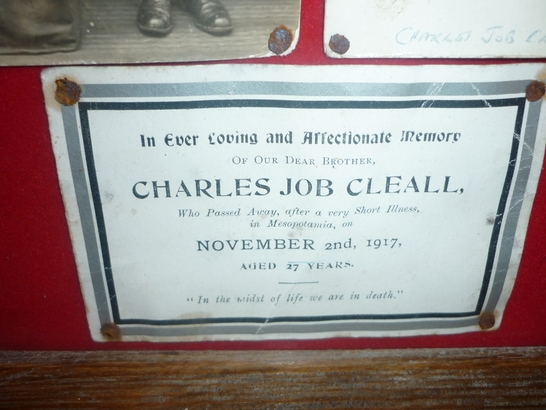 CHARLES JOB
In Ever Loving and Affectionate Memory
OF OUR DEAR BROTHER,
CHARLES JOB CLEALL,
Who Passed Away, after a very Short Illness,
in Mesopotamia, on
NOVEMBER 2nd, 1917,
AGED 27 YEARS.
"In the midst of life we are in death."